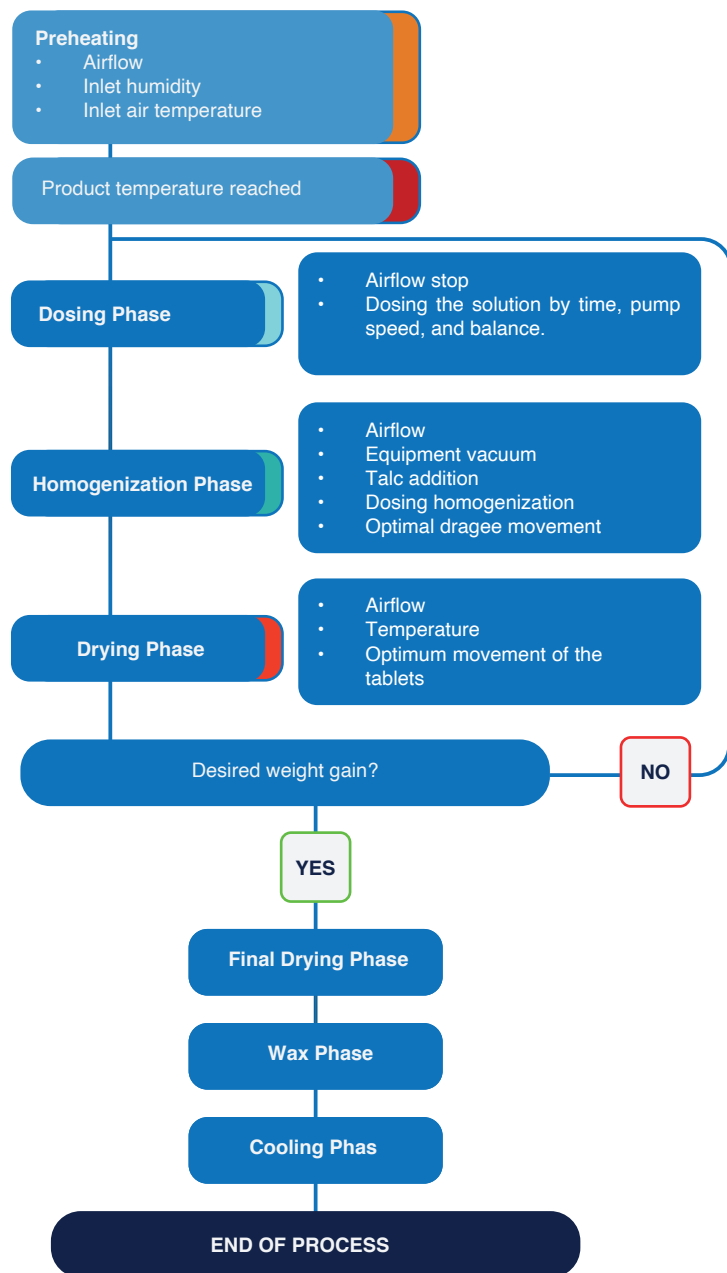 Preheating
• Airflow
• Inlet humidity
• Inlet air temperature
Product temperature reached
Dosing Phase
• Airflow stop
• Dosing the solution by time, pump
speed, and balance.
Homogenization Phase
• Airflow
• Equipment vacuum
• Talc addition
• Dosing homogenization
• Optimal dragee movement
Drying Phase
• Airflow
• Temperature
• Optimum movement of the
tablets
Desired weight gain?
NO
YES
Final Drying Phase
Wax Phase
Cooling Phas
END OF PROCESS